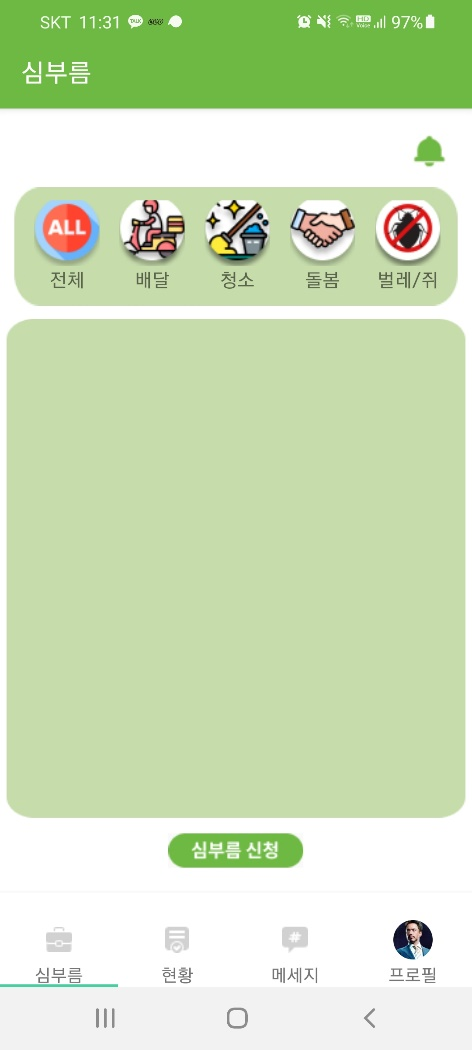 SKT 11:31 97%
심부름
ALL
전체 배달 청소 돌봄 벌레/쥐
심부름 신청
심부름 현황 메세지 프로필